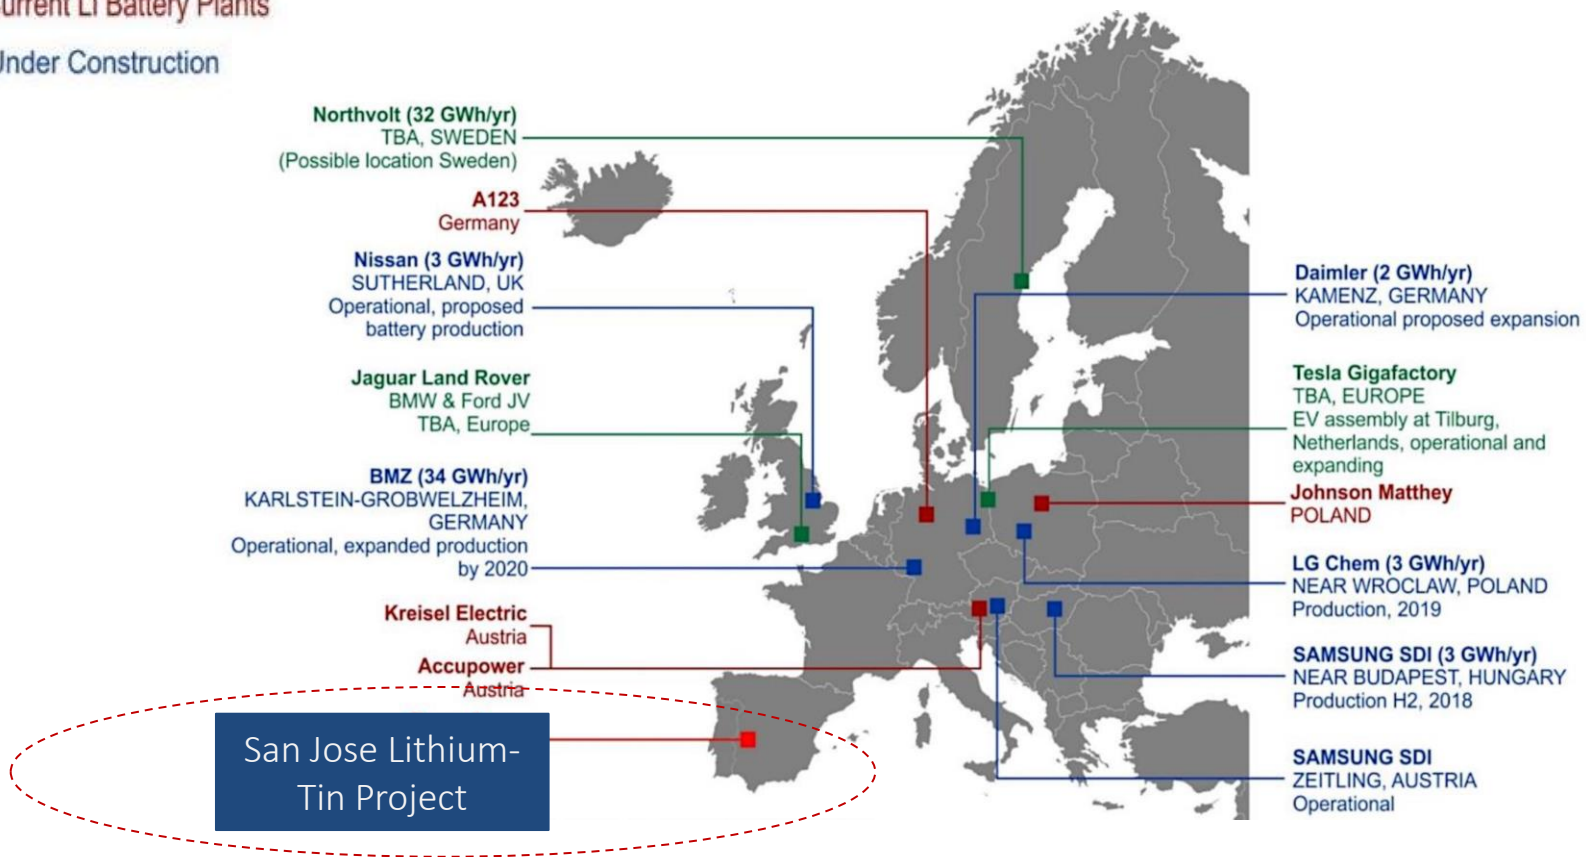 Current Li Battery Plants
Under Construction
Northvolt (32 GWh/yr)
TBA, SWEDEN
(Possible location Sweden)
A123
Germany
Nissan (3 GWh/yr)
SUTHERLAND, UK
Operational, proposed
battery production
Jaguar Land Rover
BMW & Ford JV
TBA, Europe
BMZ (34 GWh/yr)
KARLSTEIN-GROBWELZHEIM,
GERMANY
Operational, expanded production
by 2020
Kreisel Electric
Austria
Accupower
Austria
San Jose Lithium-
Tin Project
Daimler (2 GWh/yr)
KAMENZ, GERMANY
Operational proposed expansion
Tesla Gigafactory
TBA, EUROPE
EV assembly at Tilburg,
Netherlands, operational and
expanding
Johnson Matthey
POLAND
LG Chem (3 GWh/yr)
NEAR WROCLAW, POLAND
Production, 2019
SAMSUNG SDI (3 GWh/yr)
NEAR BUDAPEST, HUNGARY
Production H2, 2018
SAMSUNG SDI
ZEITLING, AUSTRIA
Operational